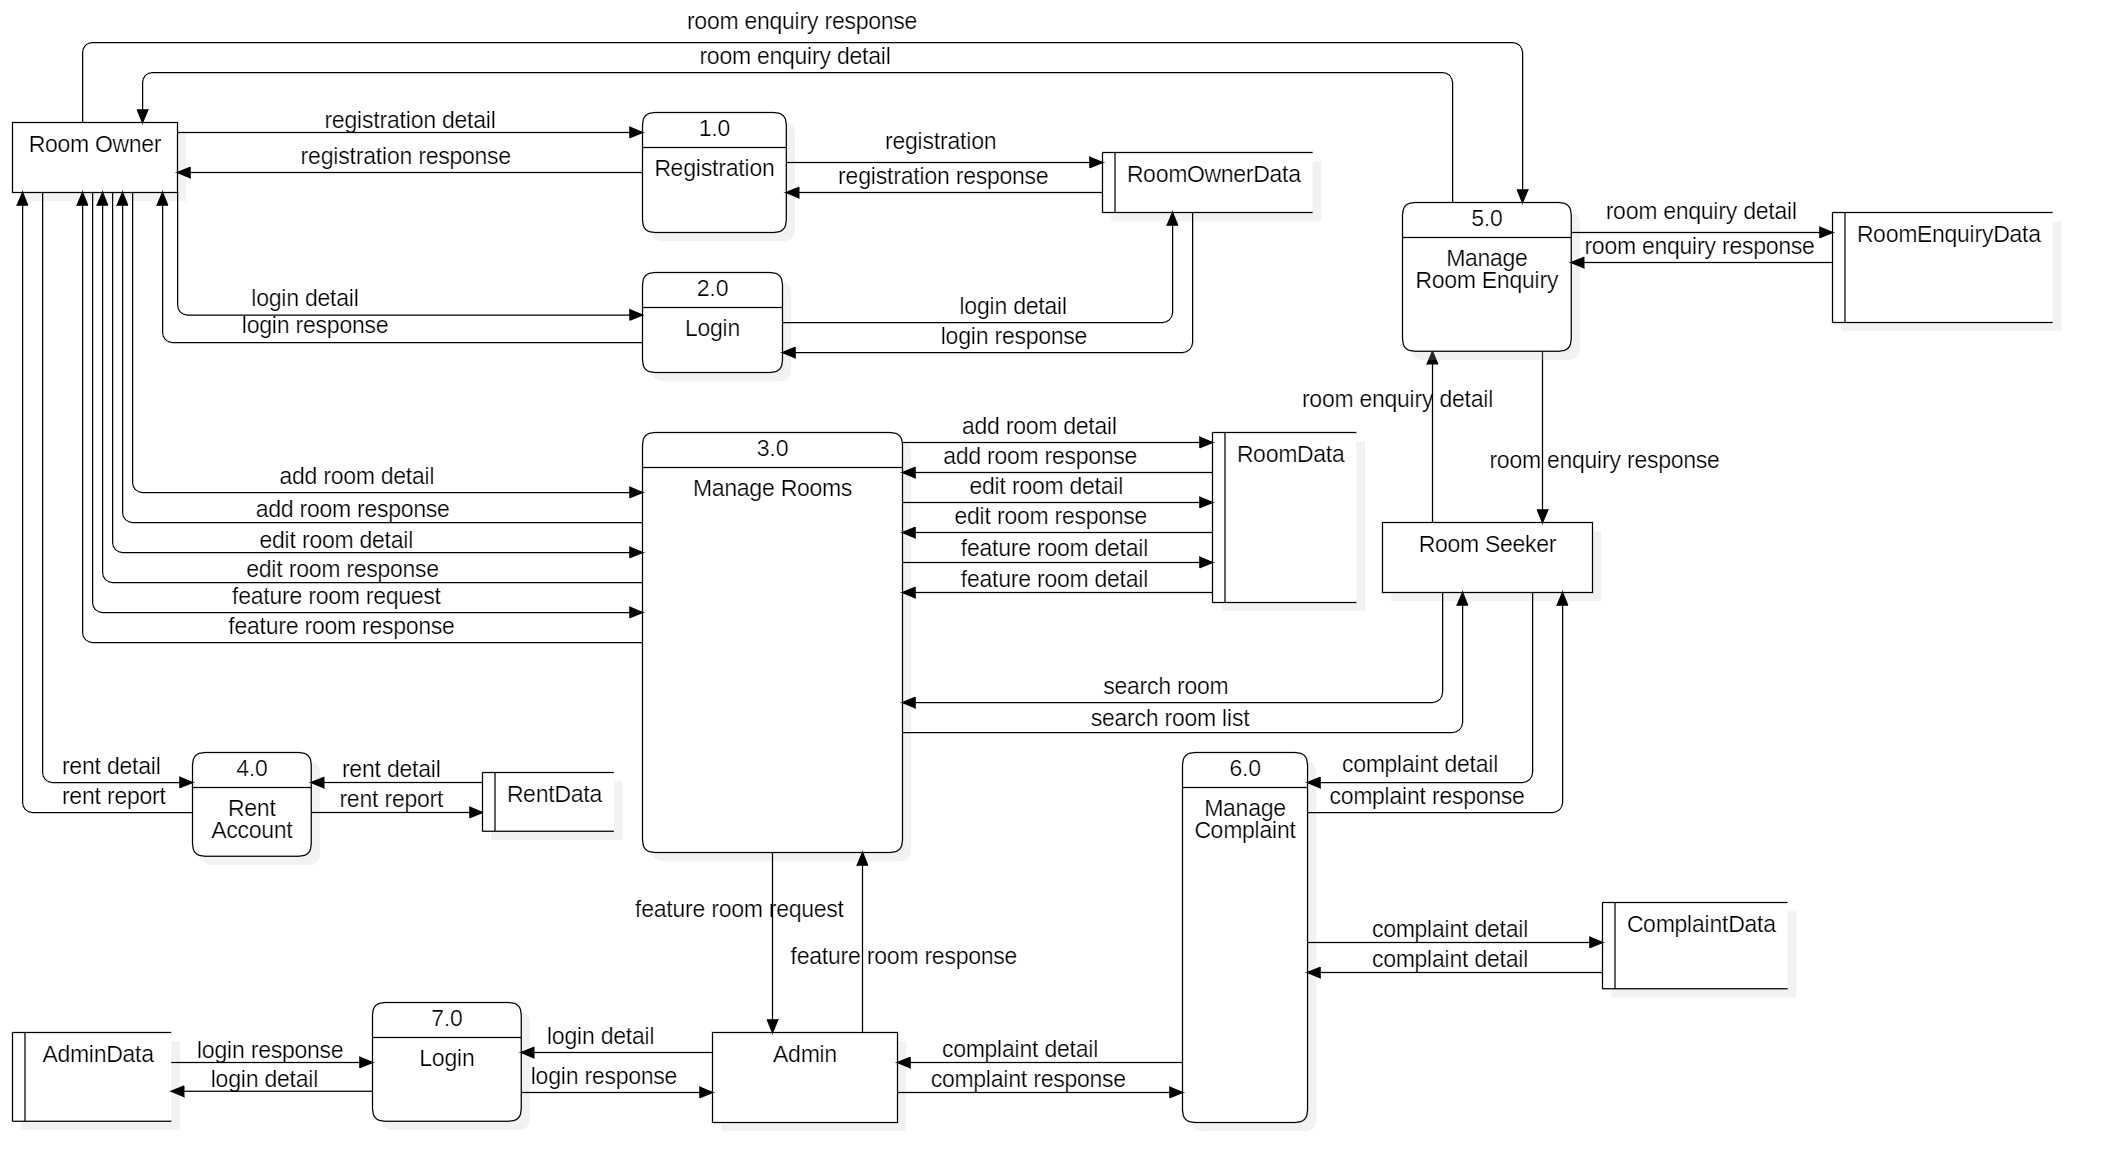 room enquiry response
room enquiry detail
Room Owner
registration detail
registration response
1.0
Registration
registration
registration response
RoomOwnerData
5.0
Manage
Room Enquiry
room enquiry detail
room enquiry response
RoomEnquiryData
login detail
login response
2.0
Login
login detail
login response
room enquiry detail
room enquiry response
Room Seeker
add room detail
add room response
edit room detail
edit room response
feature room request
feature room response
3.0
Manage Rooms
add room detail
add room response
edit room detail
edit room response
feature room detail
feature room detail
RoomData
search room
search room list
rent detail
rent report
4.0
Rent
Account
rent detail
rent report
RentData
6.0
Manage
Complaint
complaint detail
complaint response
feature room request
feature room response
complaint detail
complaint detail
ComplaintData
AdminData
login response
login detail
7.0
Login
login detail
login response
Admin
complaint detail
complaint response